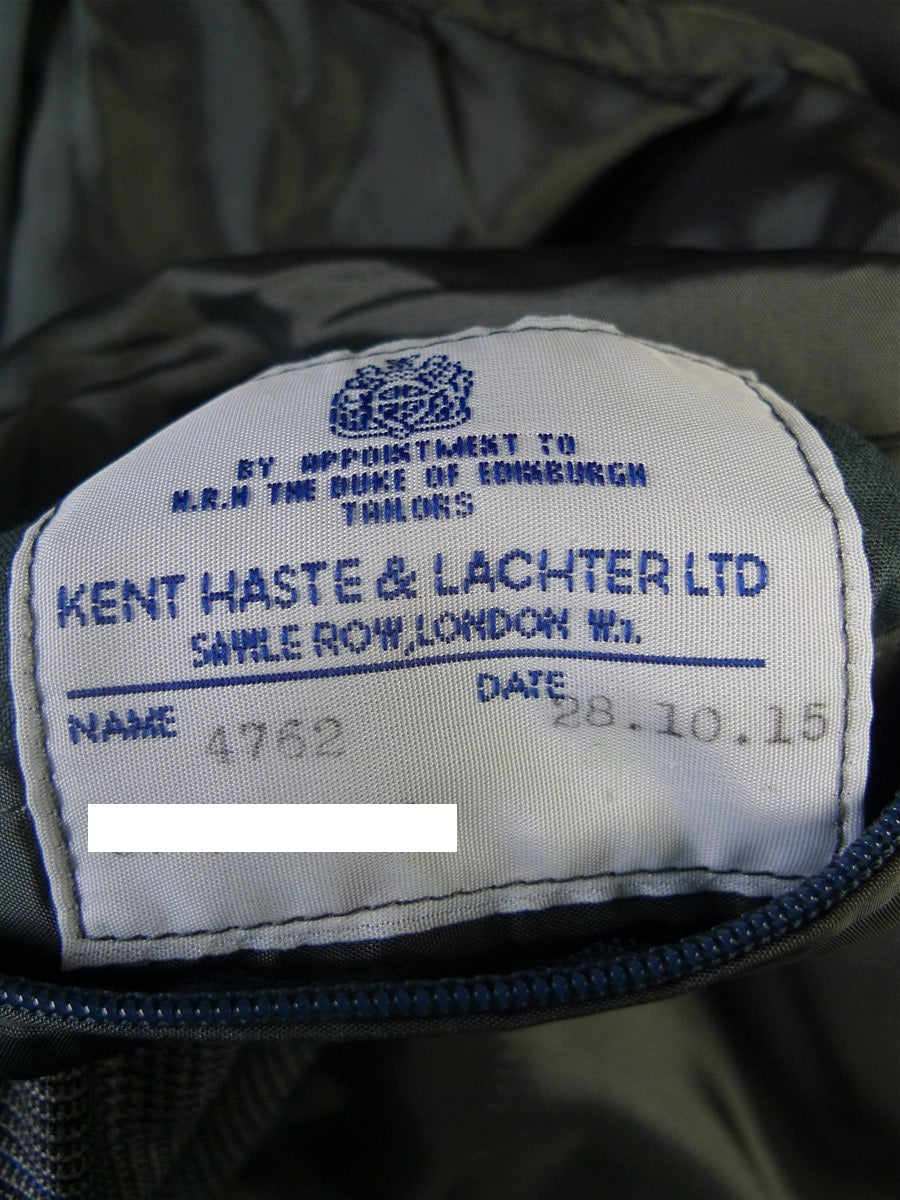 BY APPOINTMENT TO
H.R.H THE DUKE OF EDINBURGH
TAILORS
KENT HASTE & LACHTER LTD
SAVILE ROW, LONDON W.1.
NAME 4762 DATE 28.10.15